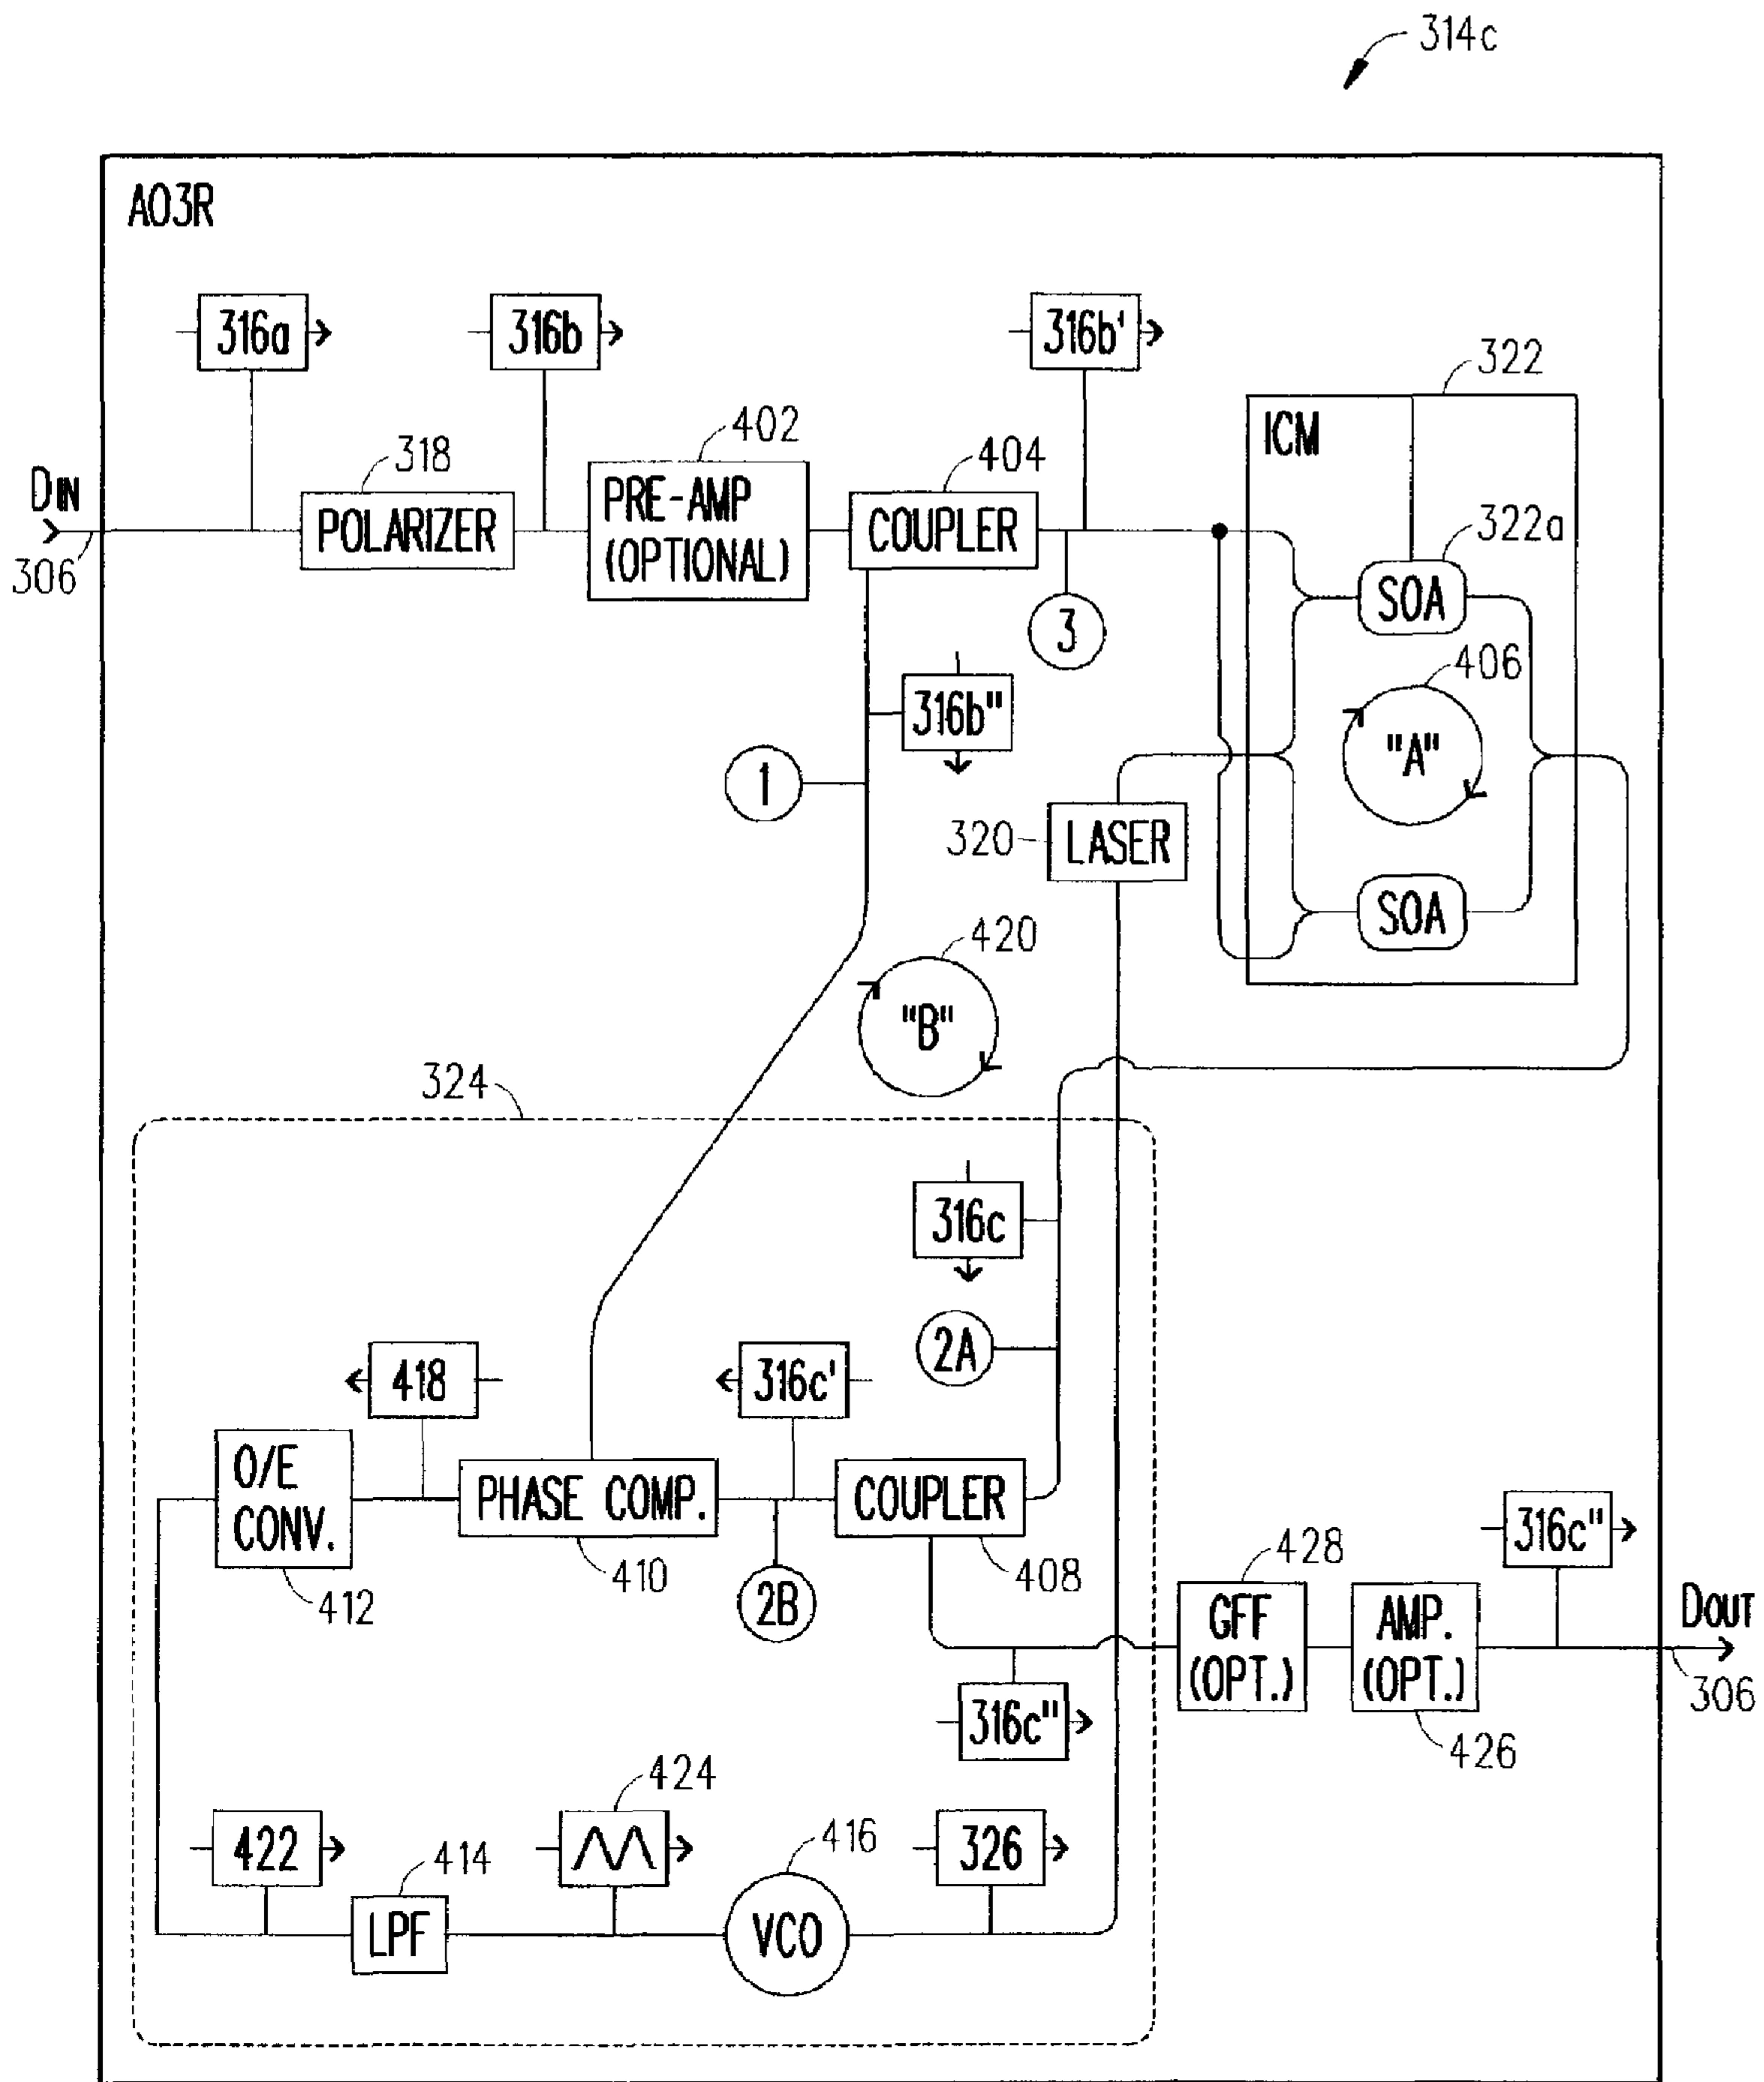 314c
AO3R
316a
316b
316b'
322
402
ICM
318
404
DIN
PRE-AMP
(OPTIONAL)
322a
POLARIZER
COUPLER
SOA
306
3
406
316b"
"A"
1
320
LASER
SOA
420
"B"
324
316c
2A
418
316c'
O/E
CONV.
PHASE COMP.
COUPLER
316c"
428
410
408
412
2B
GFF
(OPT.)
AMP.
(OPT.)
DOUT
306
316c"
426
424
422
416
326
414
LPF
VCO